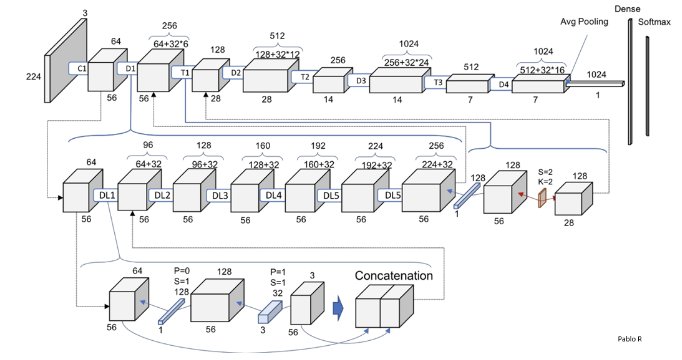 3
224
C1
64
56
D1
256
64+32*6
56
T1
128
28
D2
512
128+32*12
28
T2
256
14
D3
1024
256+32*24
14
T3
512
7
D4
1024
512+32*16
7
Avg Pooling
1024
1
Dense
Softmax
64
56
DL1
96
64+32
56
DL2
128
96+32
56
DL3
160
128+32
56
DL4
192
160+32
56
DL5
224
192+32
56
DL5
256
224+32
56
128
1
128
56
S=2
K=2
128
28
64
56
P=0
S=1
128
1
128
56
P=1
S=1
32
3
3
56
Concatenation
Pablo R